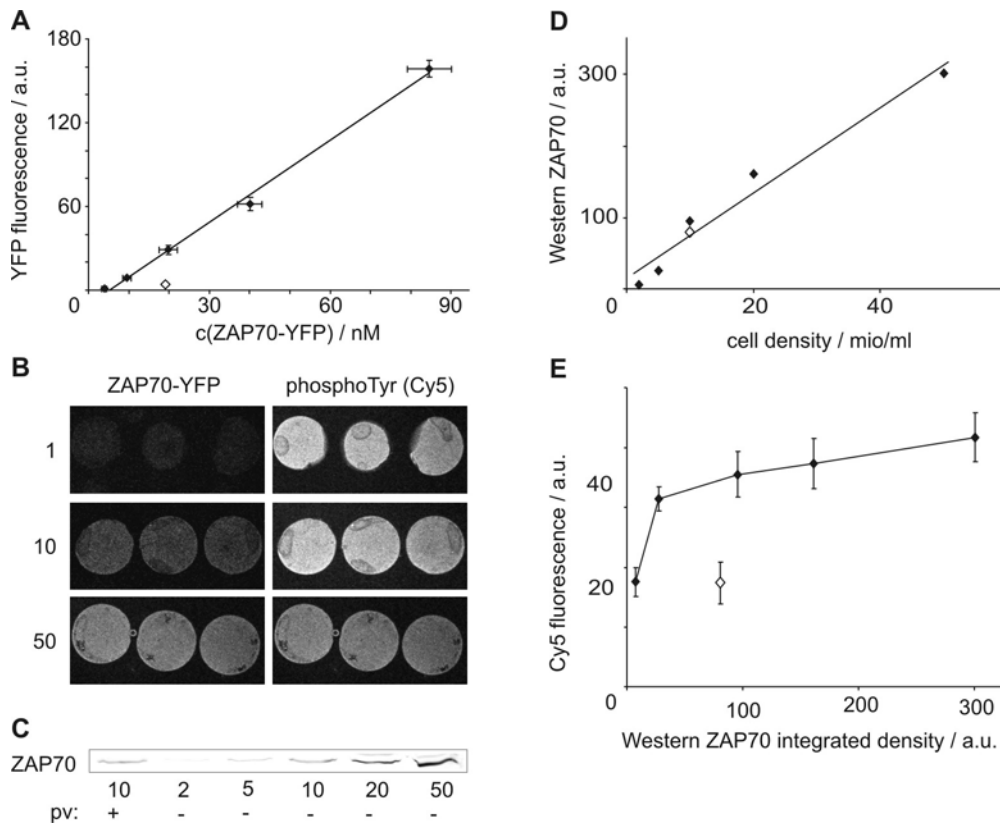 A
YFP fluorescence / a.u.
180
120
60
0
30
60
90
c(ZAP70-YFP) / nM
B
ZAP70-YFP
phosphoTyr (Cy5)
1
10
50
C
ZAP70
10 2 5 10 20 50
pv: + - - - - -
D
Western ZAP70 / a.u.
300
100
0
20
40
cell density / mio/ml
E
Cy5 fluorescence / a.u.
40
20
0
100
200
300
Western ZAP70 integrated density / a.u.